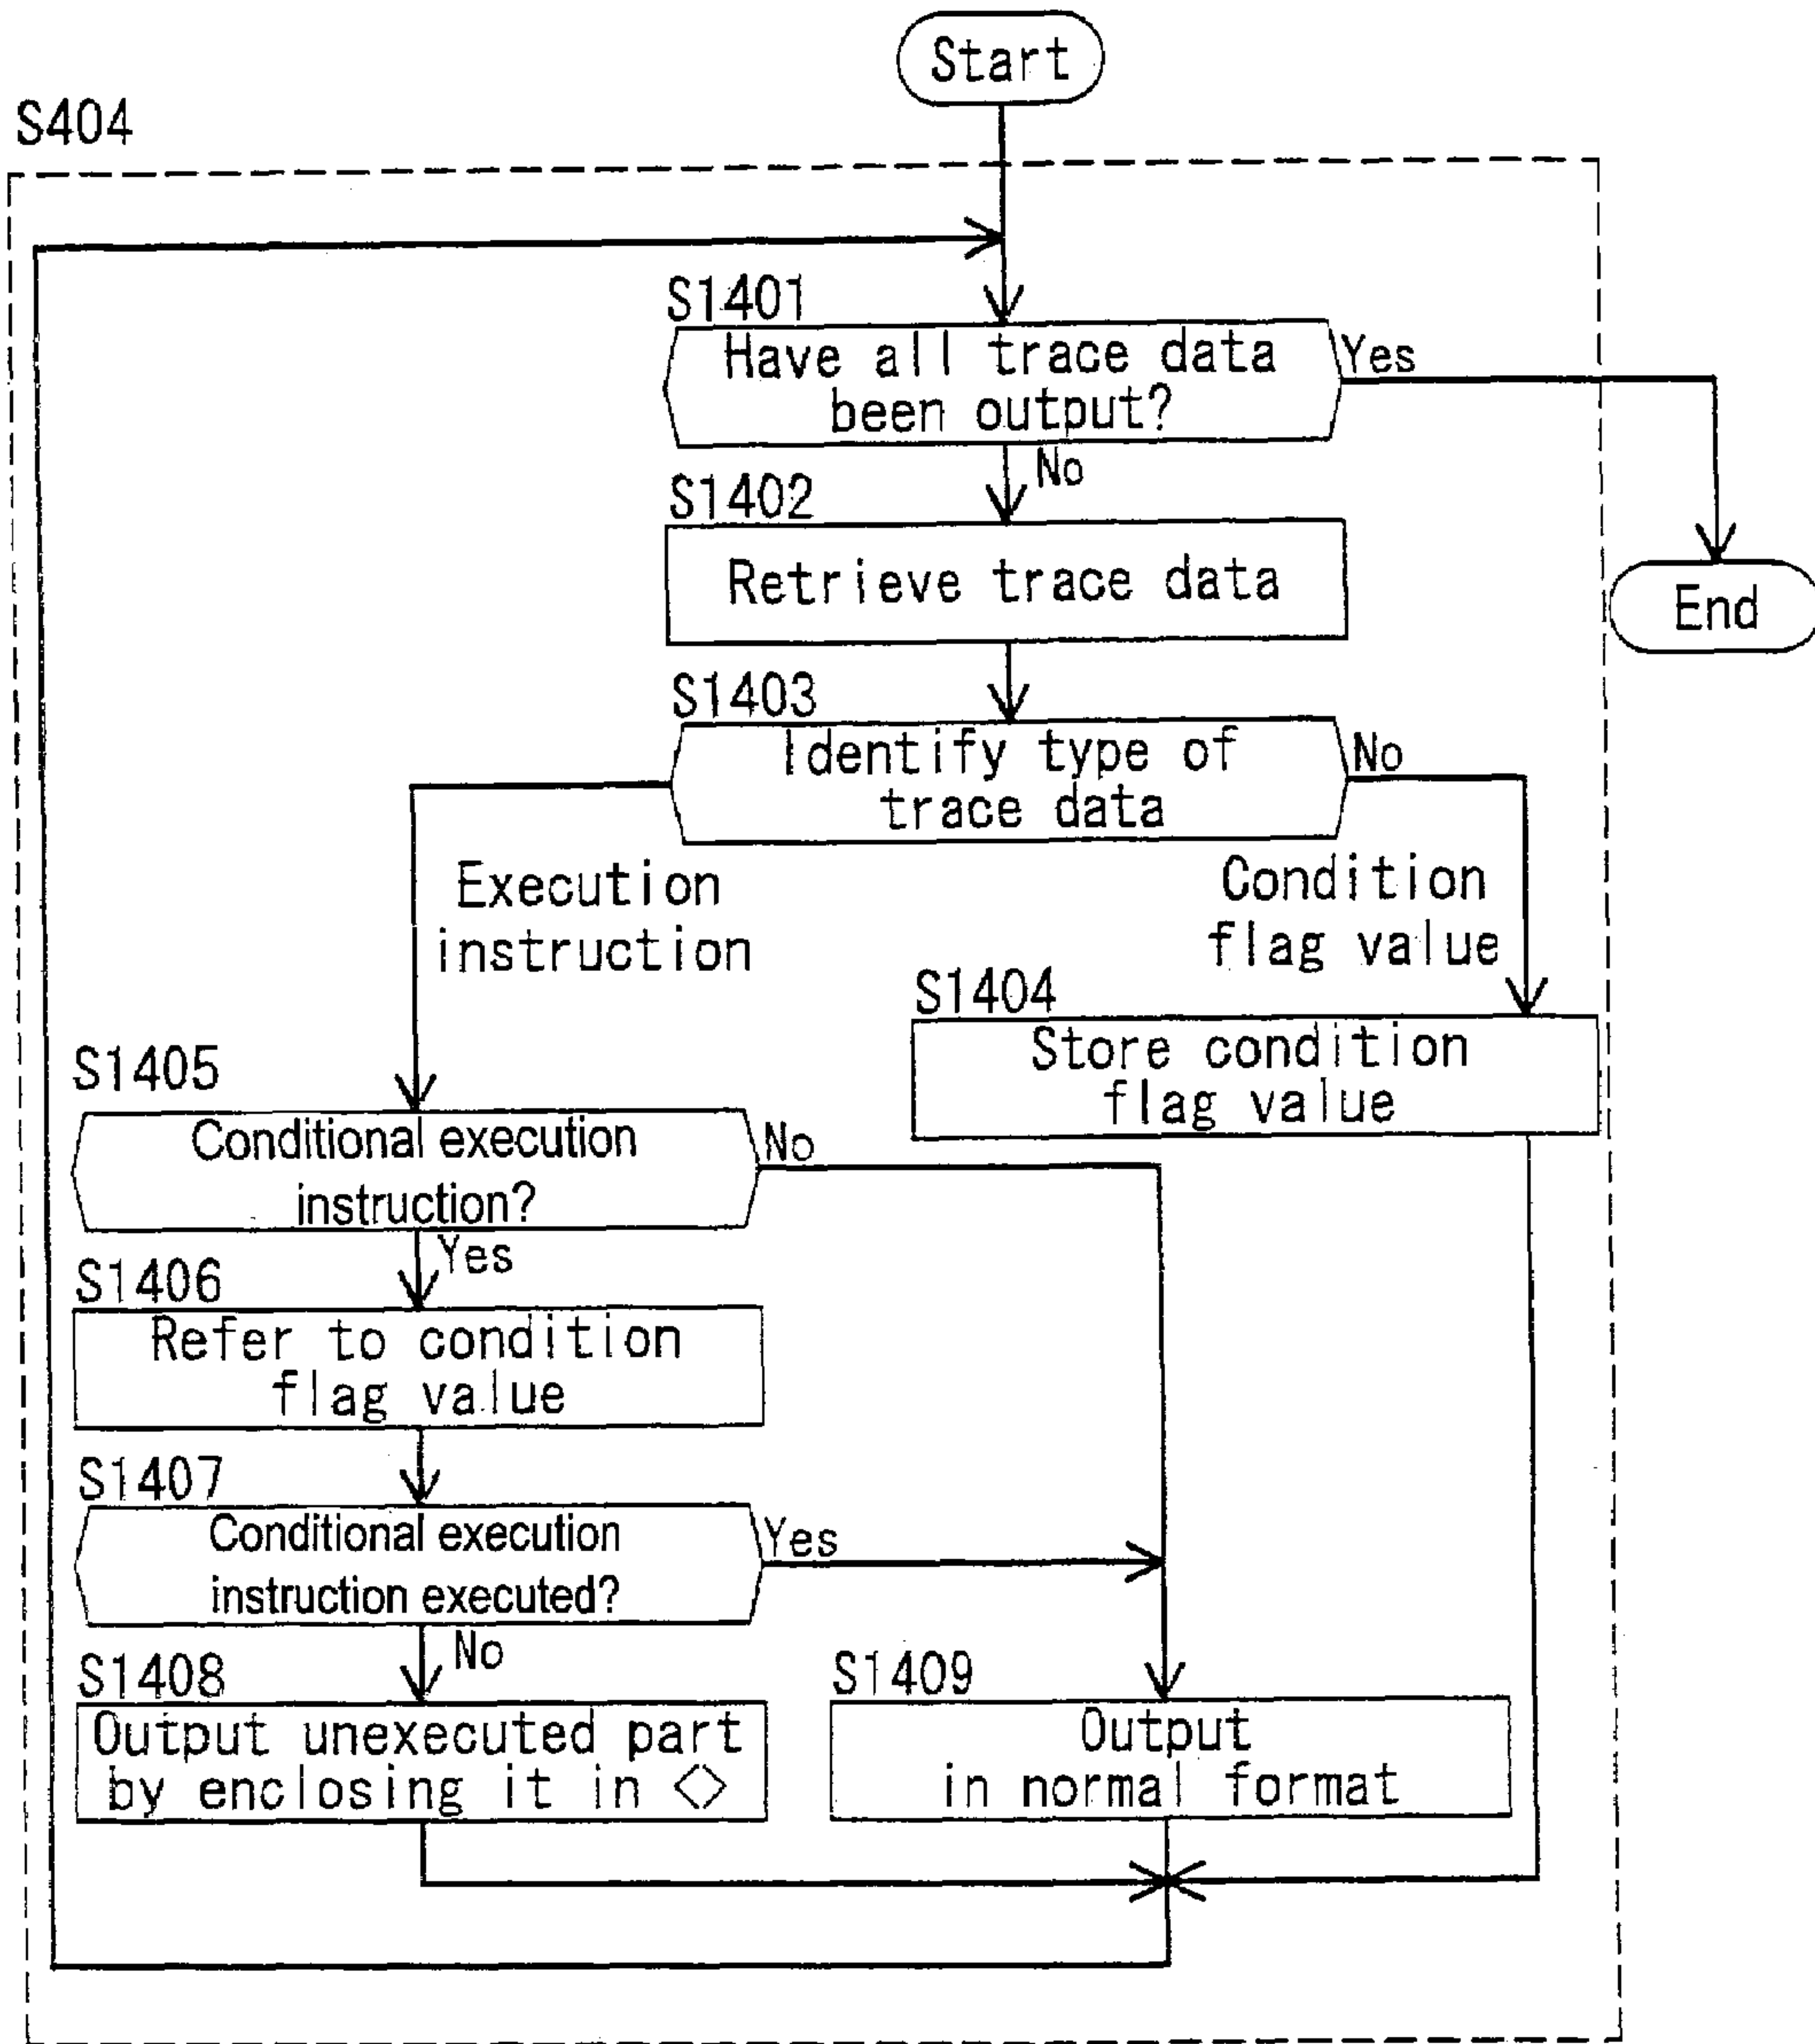 Start
S404
S1401
Have all trace data
been output?
Yes
No
S1402
Retrieve trace data
End
S1403
Identify type of
trace data
No
Execution
instruction
Condition
flag value
S1404
Store condition
flag value
S1405
Conditional execution
instruction?
No
Yes
S1406
Refer to condition
flag value
S1407
Conditional execution
instruction executed?
Yes
No
S1408
Output unexecuted part
by enclosing it in <>
S1409
Output
in normal format